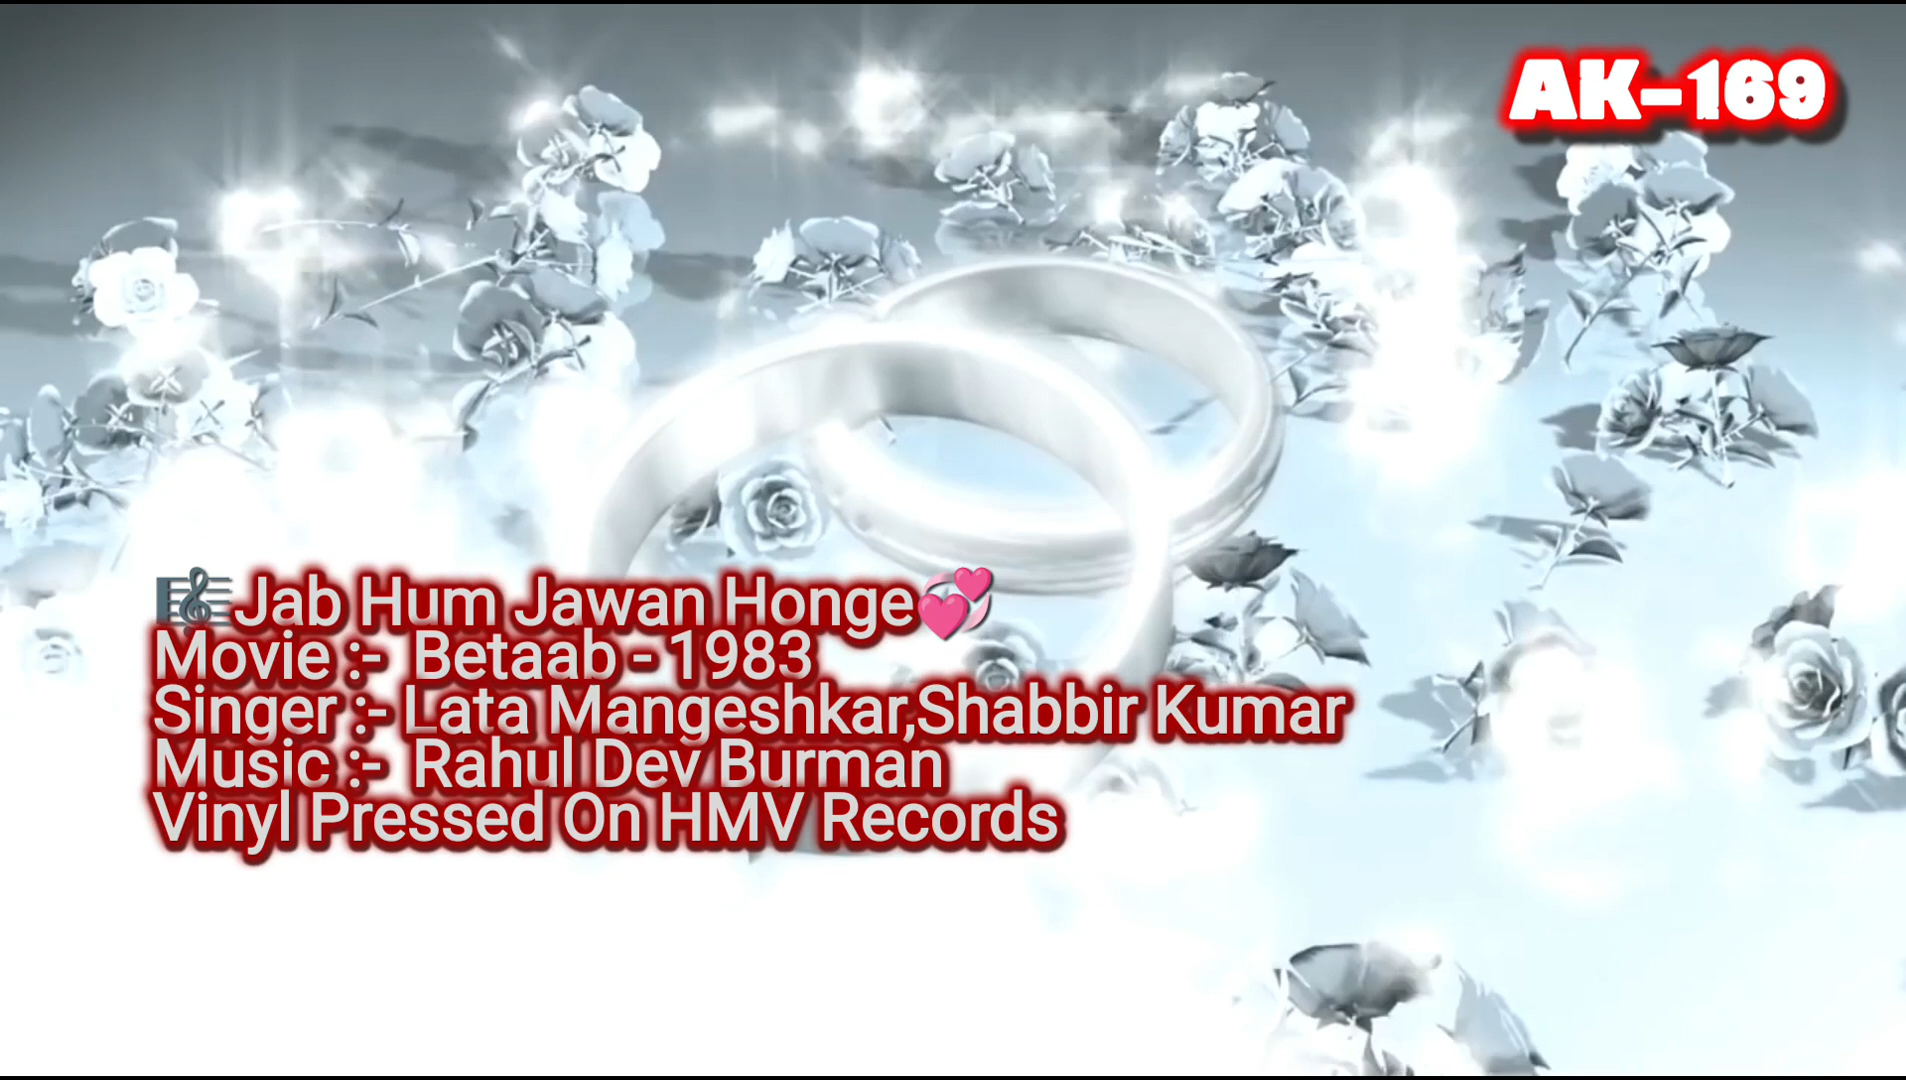 AK-169
🎼Jab Hum Jawan Honge💞
Movie :- Betaab - 1983
Singer :- Lata Mangeshkar,Shabbir Kumar
Music :- Rahul Dev Burman
Vinyl Pressed On HMV Records